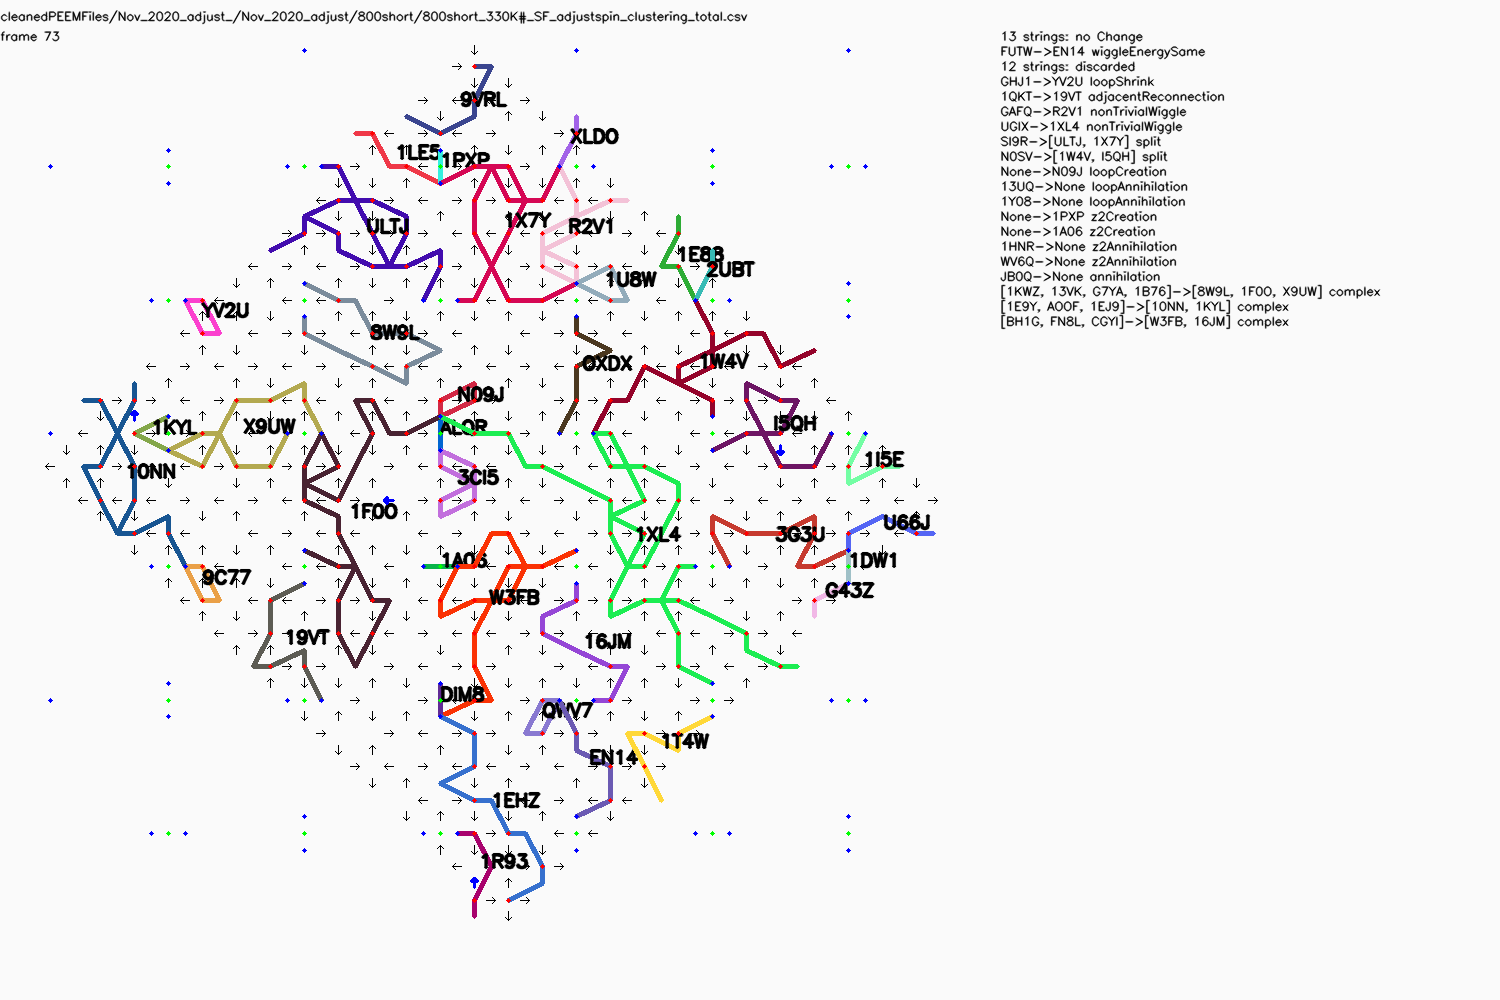 cleanedPEEMFiles/Nov_2020_adjust_/Nov_2020_adjust/800short/800short_330K#_SF_adjustspin_clustering_total.csv
frame 73
13 strings: no Change
FUTW->EN14 wiggleEnergySame
12 strings: discarded
GHJ1->YV2U loopShrink
1QKT->19VT adjacentReconnection
GAFQ->R2V1 nonTrivialWiggle
UGIX->1XL4 nonTrivialWiggle
SI9R->[ULTJ, 1X7Y] split
N0SV->[1W4V, I5QH] split
None->N09J loopCreation
13UQ->None loopAnnihilation
1Y08->None loopAnnihilation
None->1PXP z2Creation
None->1A06 z2Creation
1HNR->None z2Annihilation
WV6Q->None z2Annihilation
JB0Q->None annihilation
[1KWZ, 13VK, G7YA, 1B76]->[8W9L, 1F00, X9UW] complex
[1E9Y, AOOF, 1EJ9]->[10NN, 1KYL] complex
[BH1G, FN8L, CGYI]->[W3FB, 16JM] complex
9VRL
XLDO
1LE5
1PXP
ULTJ
1X7Y
R2V1
2UBT
1U8W
YV2U
8W9L
OXDX
1W4V
N09J
1KYL
X9UW
I5QH
10NN
3CI5
1I5E
1F00
U66J
1XL4
3G3U
1A06
1DW1
9C77
W3FB
G43Z
19VT
16JM
DIM8
QWV7
1T4W
EN14
1EHZ
1R93